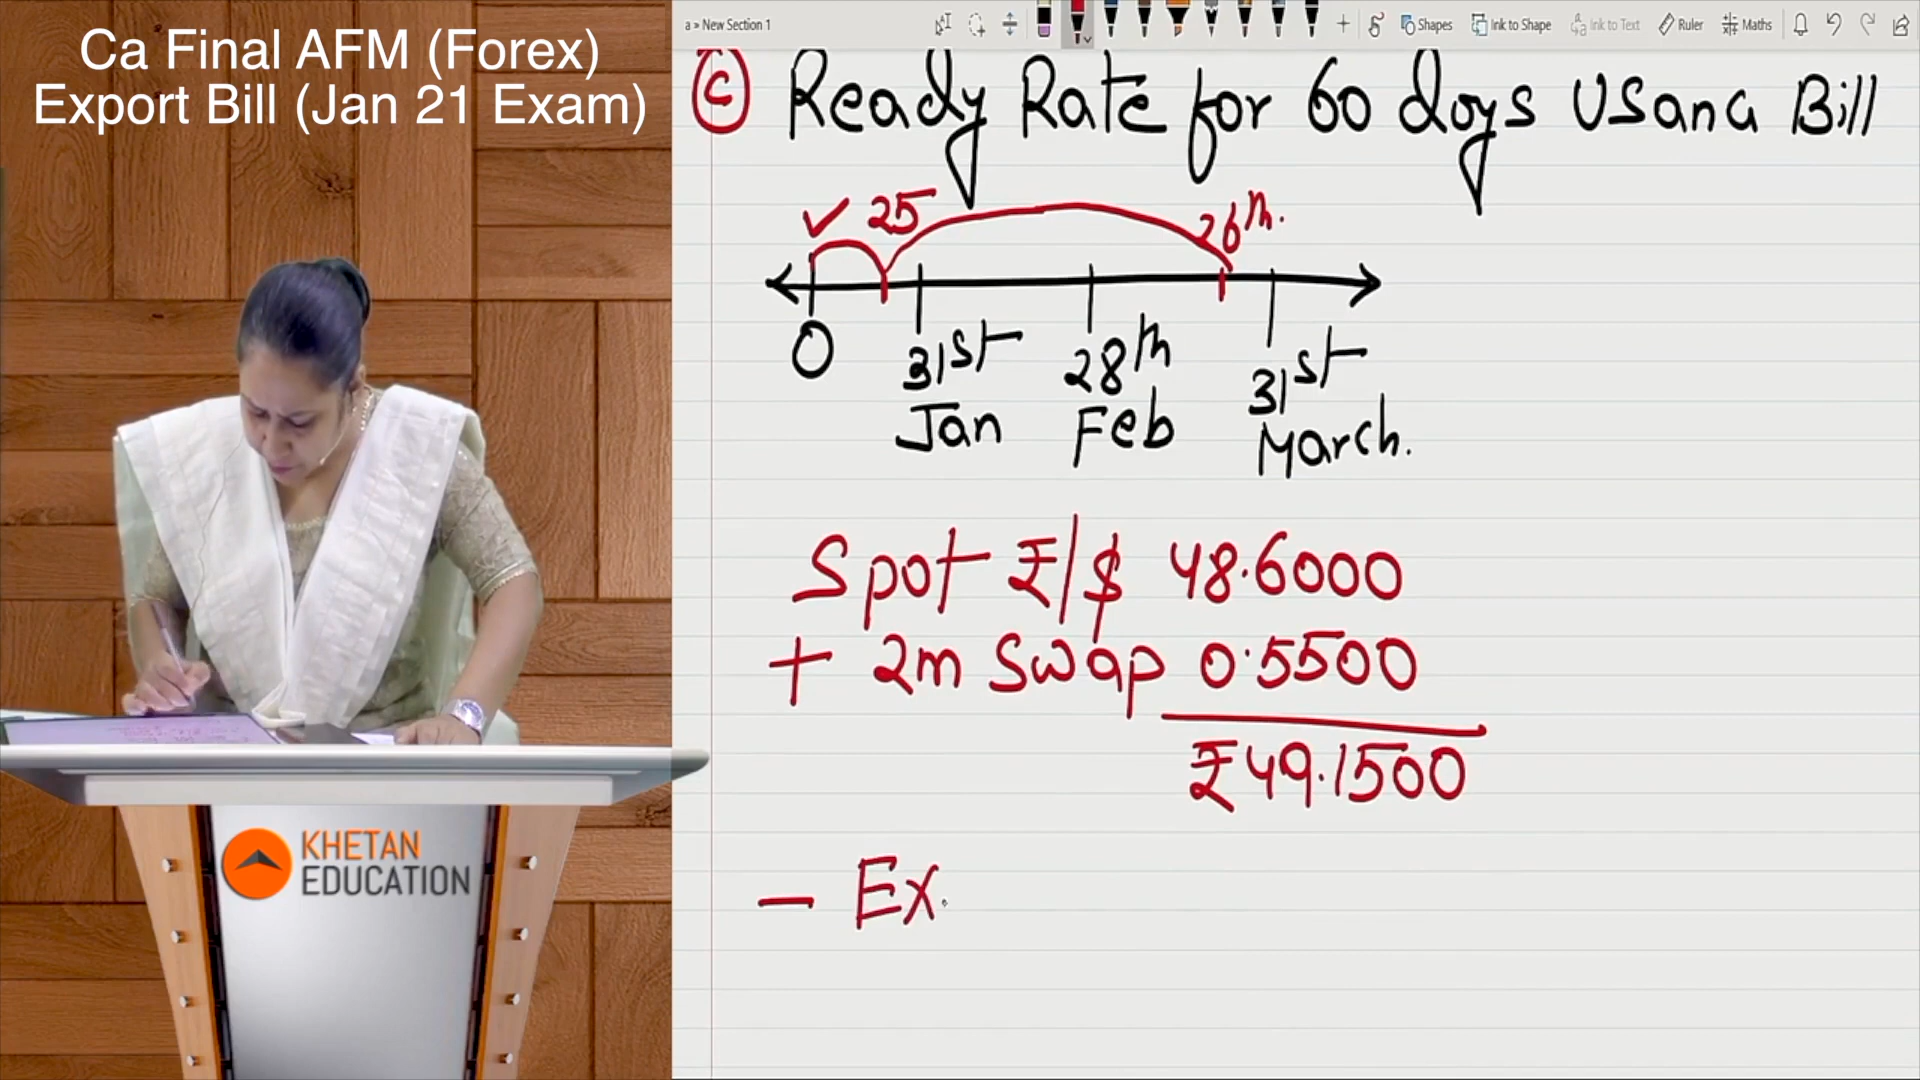 Ca Final AFM (Forex)
Export Bill (Jan 21 Exam)
KHETAN
EDUCATION
a » New Section 1
Shapes
Ink to Shape
Ink to Text
Ruler
Maths
C Ready Rate for 60 days Usana Bill
✓ 25 26th.
0 31st 28th 31st
Jan Feb March.
Spot ₹/$ 48.6000
+ 2m Swap 0.5500
₹49.1500
- Ex.